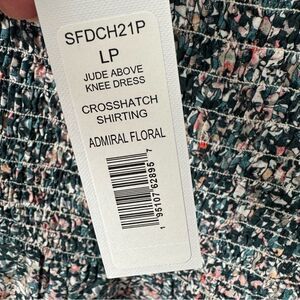 SFDCH21P
LP
JUDE ABOVE
KNEE DRESS
CROSSHATCH
SHIRTING
ADMIRAL FLORAL
1 95107 62895 7